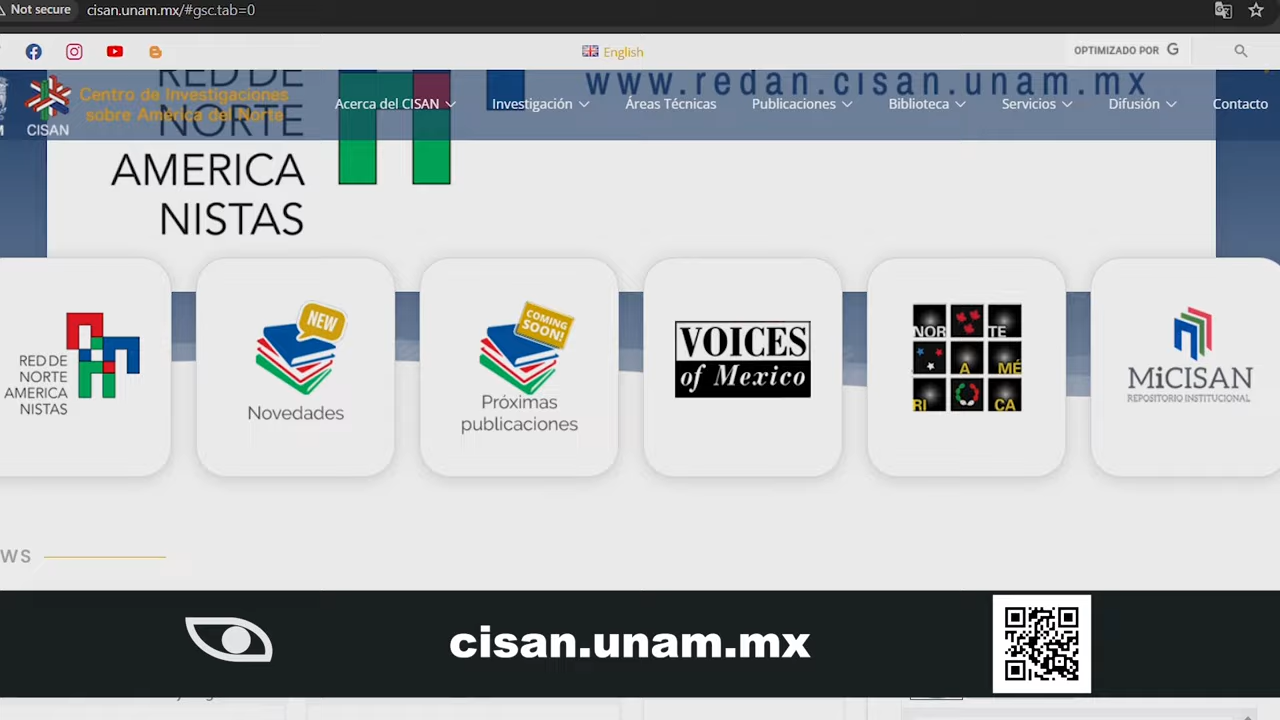 Not secure
cisan.unam.mx/#gsc.tab=0
English
OPTIMIZADO POR G
www.redan.cisan.unam.mx
RED DE
NORTE
AMERICA
NISTAS
CISAN
Centro de Investigaciones
sobre América del Norte
Acerca del CISAN
Investigación
Áreas Técnicas
Publicaciones
Biblioteca
Servicios
Difusión
Contacto
RED DE
NORTE
AMERICA
NISTAS
NEW
Novedades
COMING
SOON!
Próximas
publicaciones
VOICES
of Mexico
NOR TE
A MÉ
RI CA
MiCISAN
REPOSITORIO INSTITUCIONAL
WS
cisan.unam.mx